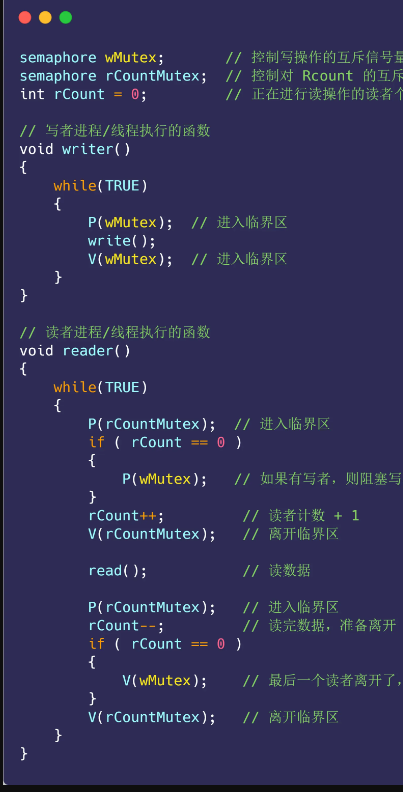 semaphore wMutex;       // 控制写操作的互斥信号量
semaphore rCountMutex;  // 控制对 Rcount 的互斥
int rCount = 0;         // 正在进行读操作的读者个
// 写者进程/线程执行的函数
void writer()
{
    while(TRUE)
    {
        P(wMutex);  // 进入临界区
        write();
        V(wMutex);  // 进入临界区
    }
}
// 读者进程/线程执行的函数
void reader()
{
    while(TRUE)
    {
        P(rCountMutex);  // 进入临界区
        if ( rCount == 0 )
        {
            P(wMutex);   // 如果有写者，则阻塞写
        }
        rCount++;         // 读者计数 + 1
        V(rCountMutex);   // 离开临界区
        read();           // 读数据
        P(rCountMutex);   // 进入临界区
        rCount--;         // 读完数据，准备离开
        if ( rCount == 0 )
        {
            V(wMutex);    // 最后一个读者离开了，
        }
        V(rCountMutex);   // 离开临界区
    }
}